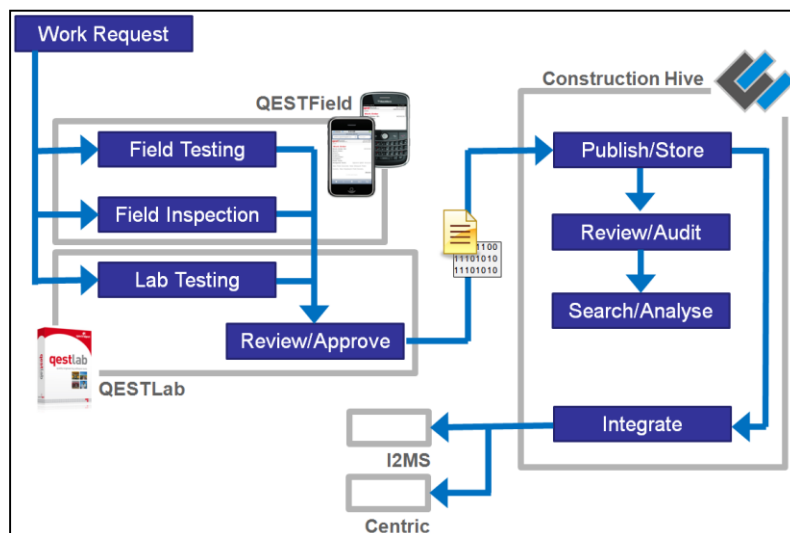 Work Request
Construction Hive
QESTField
Field Testing
Publish/Store
Field Inspection
1100
11101010
11101010
Review/Audit
Lab Testing
Search/Analyse
Review/Approve
qestlab
QESTLab
Integrate
I2MS
Centric